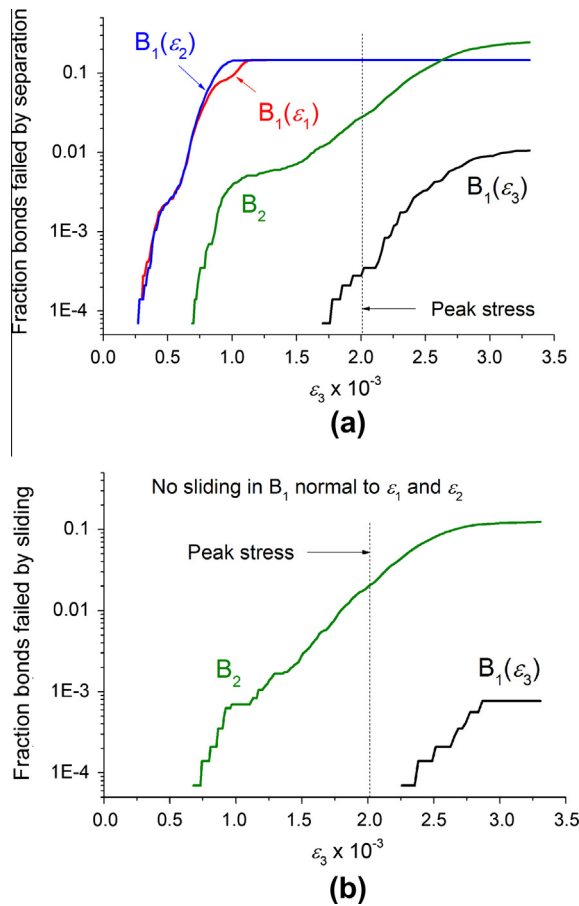 Fraction bonds failed by separation
0.1
0.01
1E-3
1E-4
B₁(ε₂)
B₁(ε₁)
B₂
B₁(ε₃)
Peak stress
0.0 0.5 1.0 1.5 2.0 2.5 3.0 3.5
ε₃ x 10⁻³
(a)
Fraction bonds failed by sliding
0.1
0.01
1E-3
1E-4
No sliding in B₁ normal to ε₁ and ε₂
Peak stress
B₂
B₁(ε₃)
0.0 0.5 1.0 1.5 2.0 2.5 3.0 3.5
ε₃ x 10⁻³
(b)